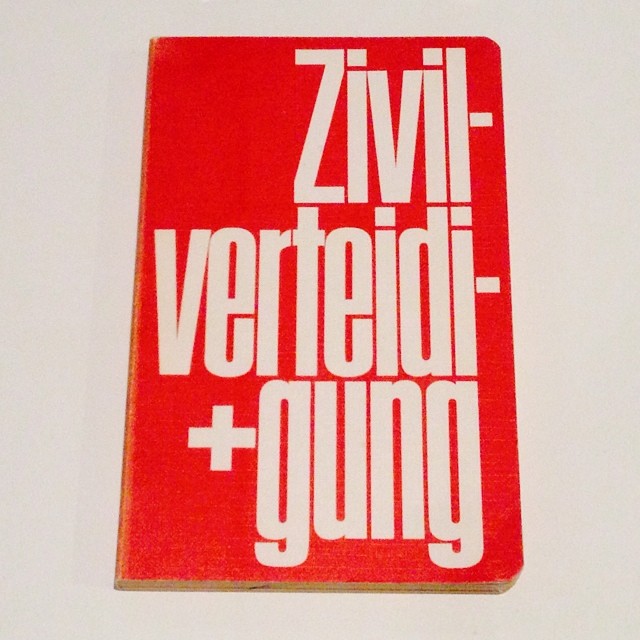 Zivil-
verteidi-
+gung